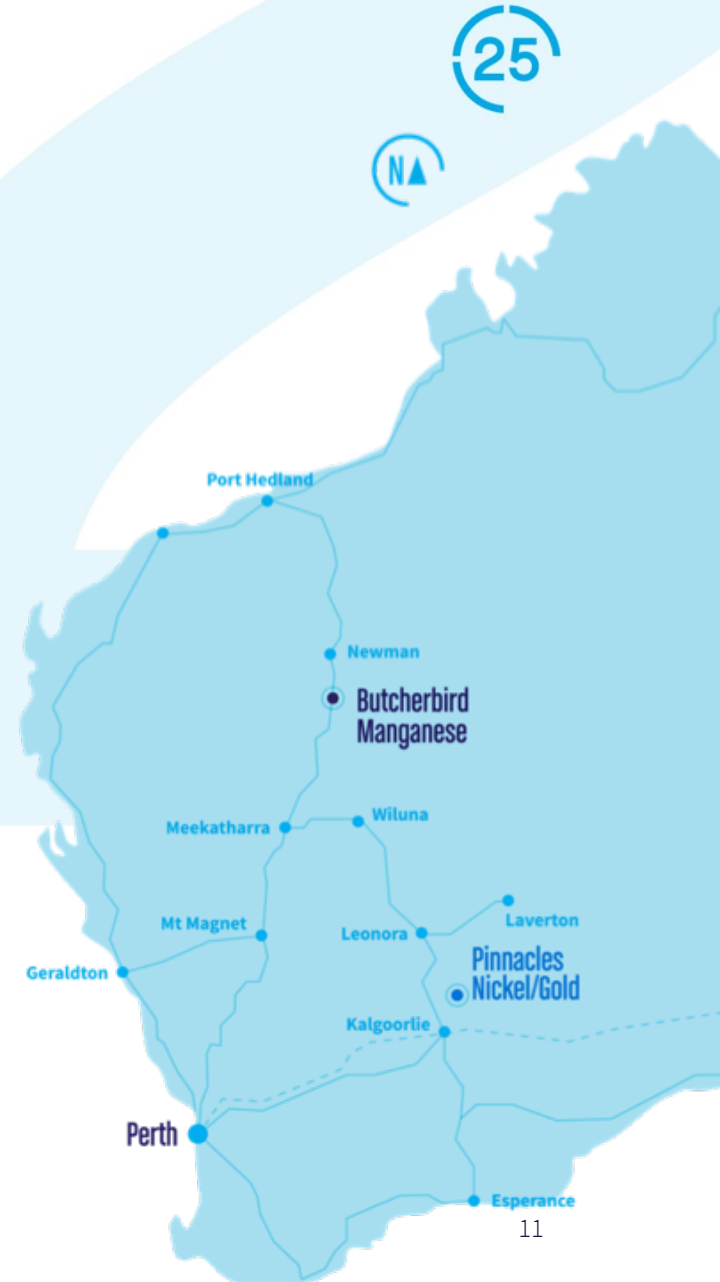 25
N
Port Hedland
Newman
Butcherbird
Manganese
Wiluna
Meekatharra
Laverton
Mt Magnet
Leonora
Pinnacles
Nickel/Gold
Geraldton
Kalgoorlie
Perth
Esperance
11